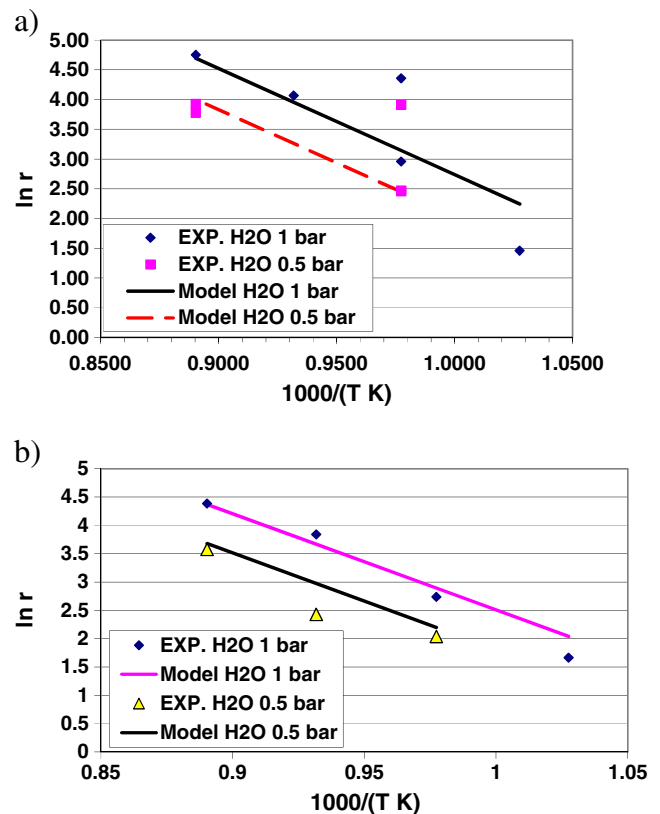 a)
5.00
4.50
4.00
3.50
3.00
2.50
2.00
1.50
1.00
0.50
0.00
ln r
EXP. H2O 1 bar
EXP. H2O 0.5 bar
Model H2O 1 bar
Model H2O 0.5 bar
0.8500 0.9000 0.9500 1.0000 1.0500
1000/(T K)
b)
5
4.5
4
3.5
3
2.5
2
1.5
1
0.5
0
ln r
EXP. H2O 1 bar
Model H2O 1 bar
EXP. H2O 0.5 bar
Model H2O 0.5 bar
0.85 0.9 0.95 1 1.05
1000/(T K)